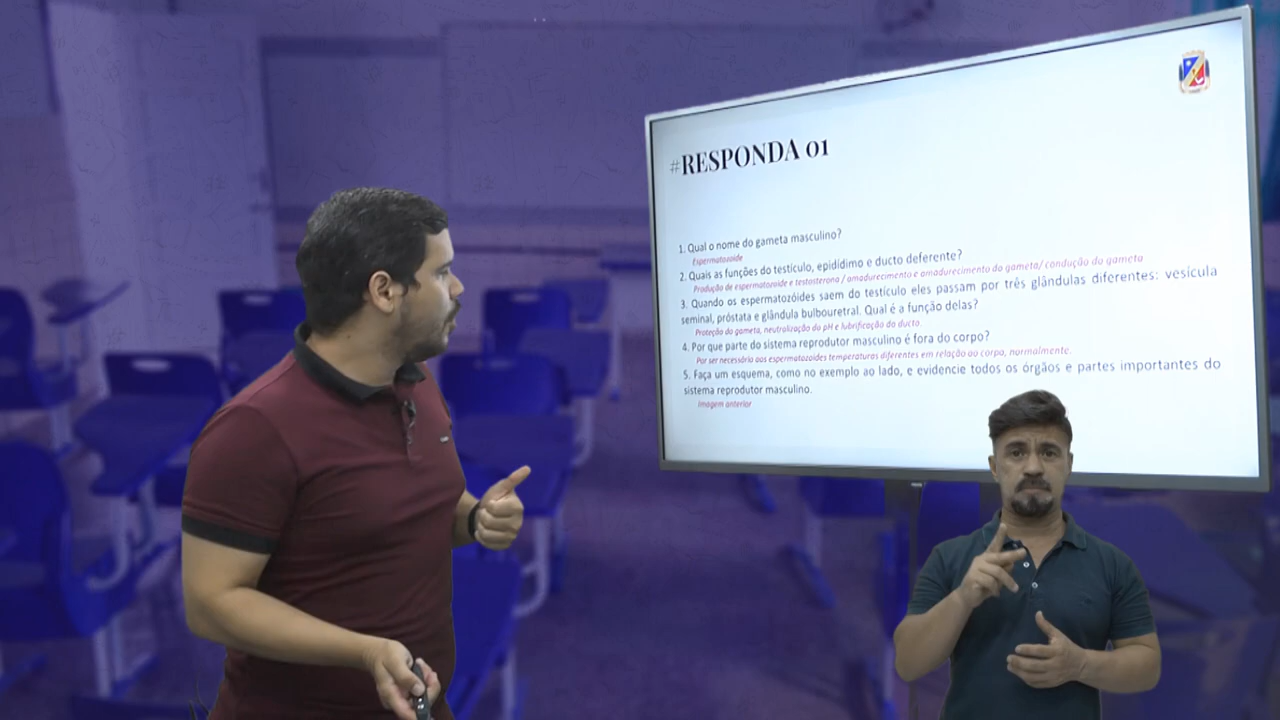 #RESPONDA 01
1. Qual o nome do gameta masculino?
Espermatozoide
2. Quais as funções do testículo, epidídimo e ducto deferente?
Produção de espermatozoide e testosterona / amadurecimento e amadurecimento do gameta/ condução do gameta
3. Quando os espermatozóides saem do testículo eles passam por três glândulas diferentes: vesícula
seminal, próstata e glândula bulbouretral. Qual é a função delas?
Proteção do gameta, neutralização do pH e lubrificação do ducto.
4. Por que parte do sistema reprodutor masculino é fora do corpo?
Por ser necessário aos espermatozoides temperaturas diferentes em relação ao corpo, normalmente.
5. Faça um esquema, como no exemplo ao lado, e evidencie todos os órgãos e partes importantes do
sistema reprodutor masculino.
Imagem anterior